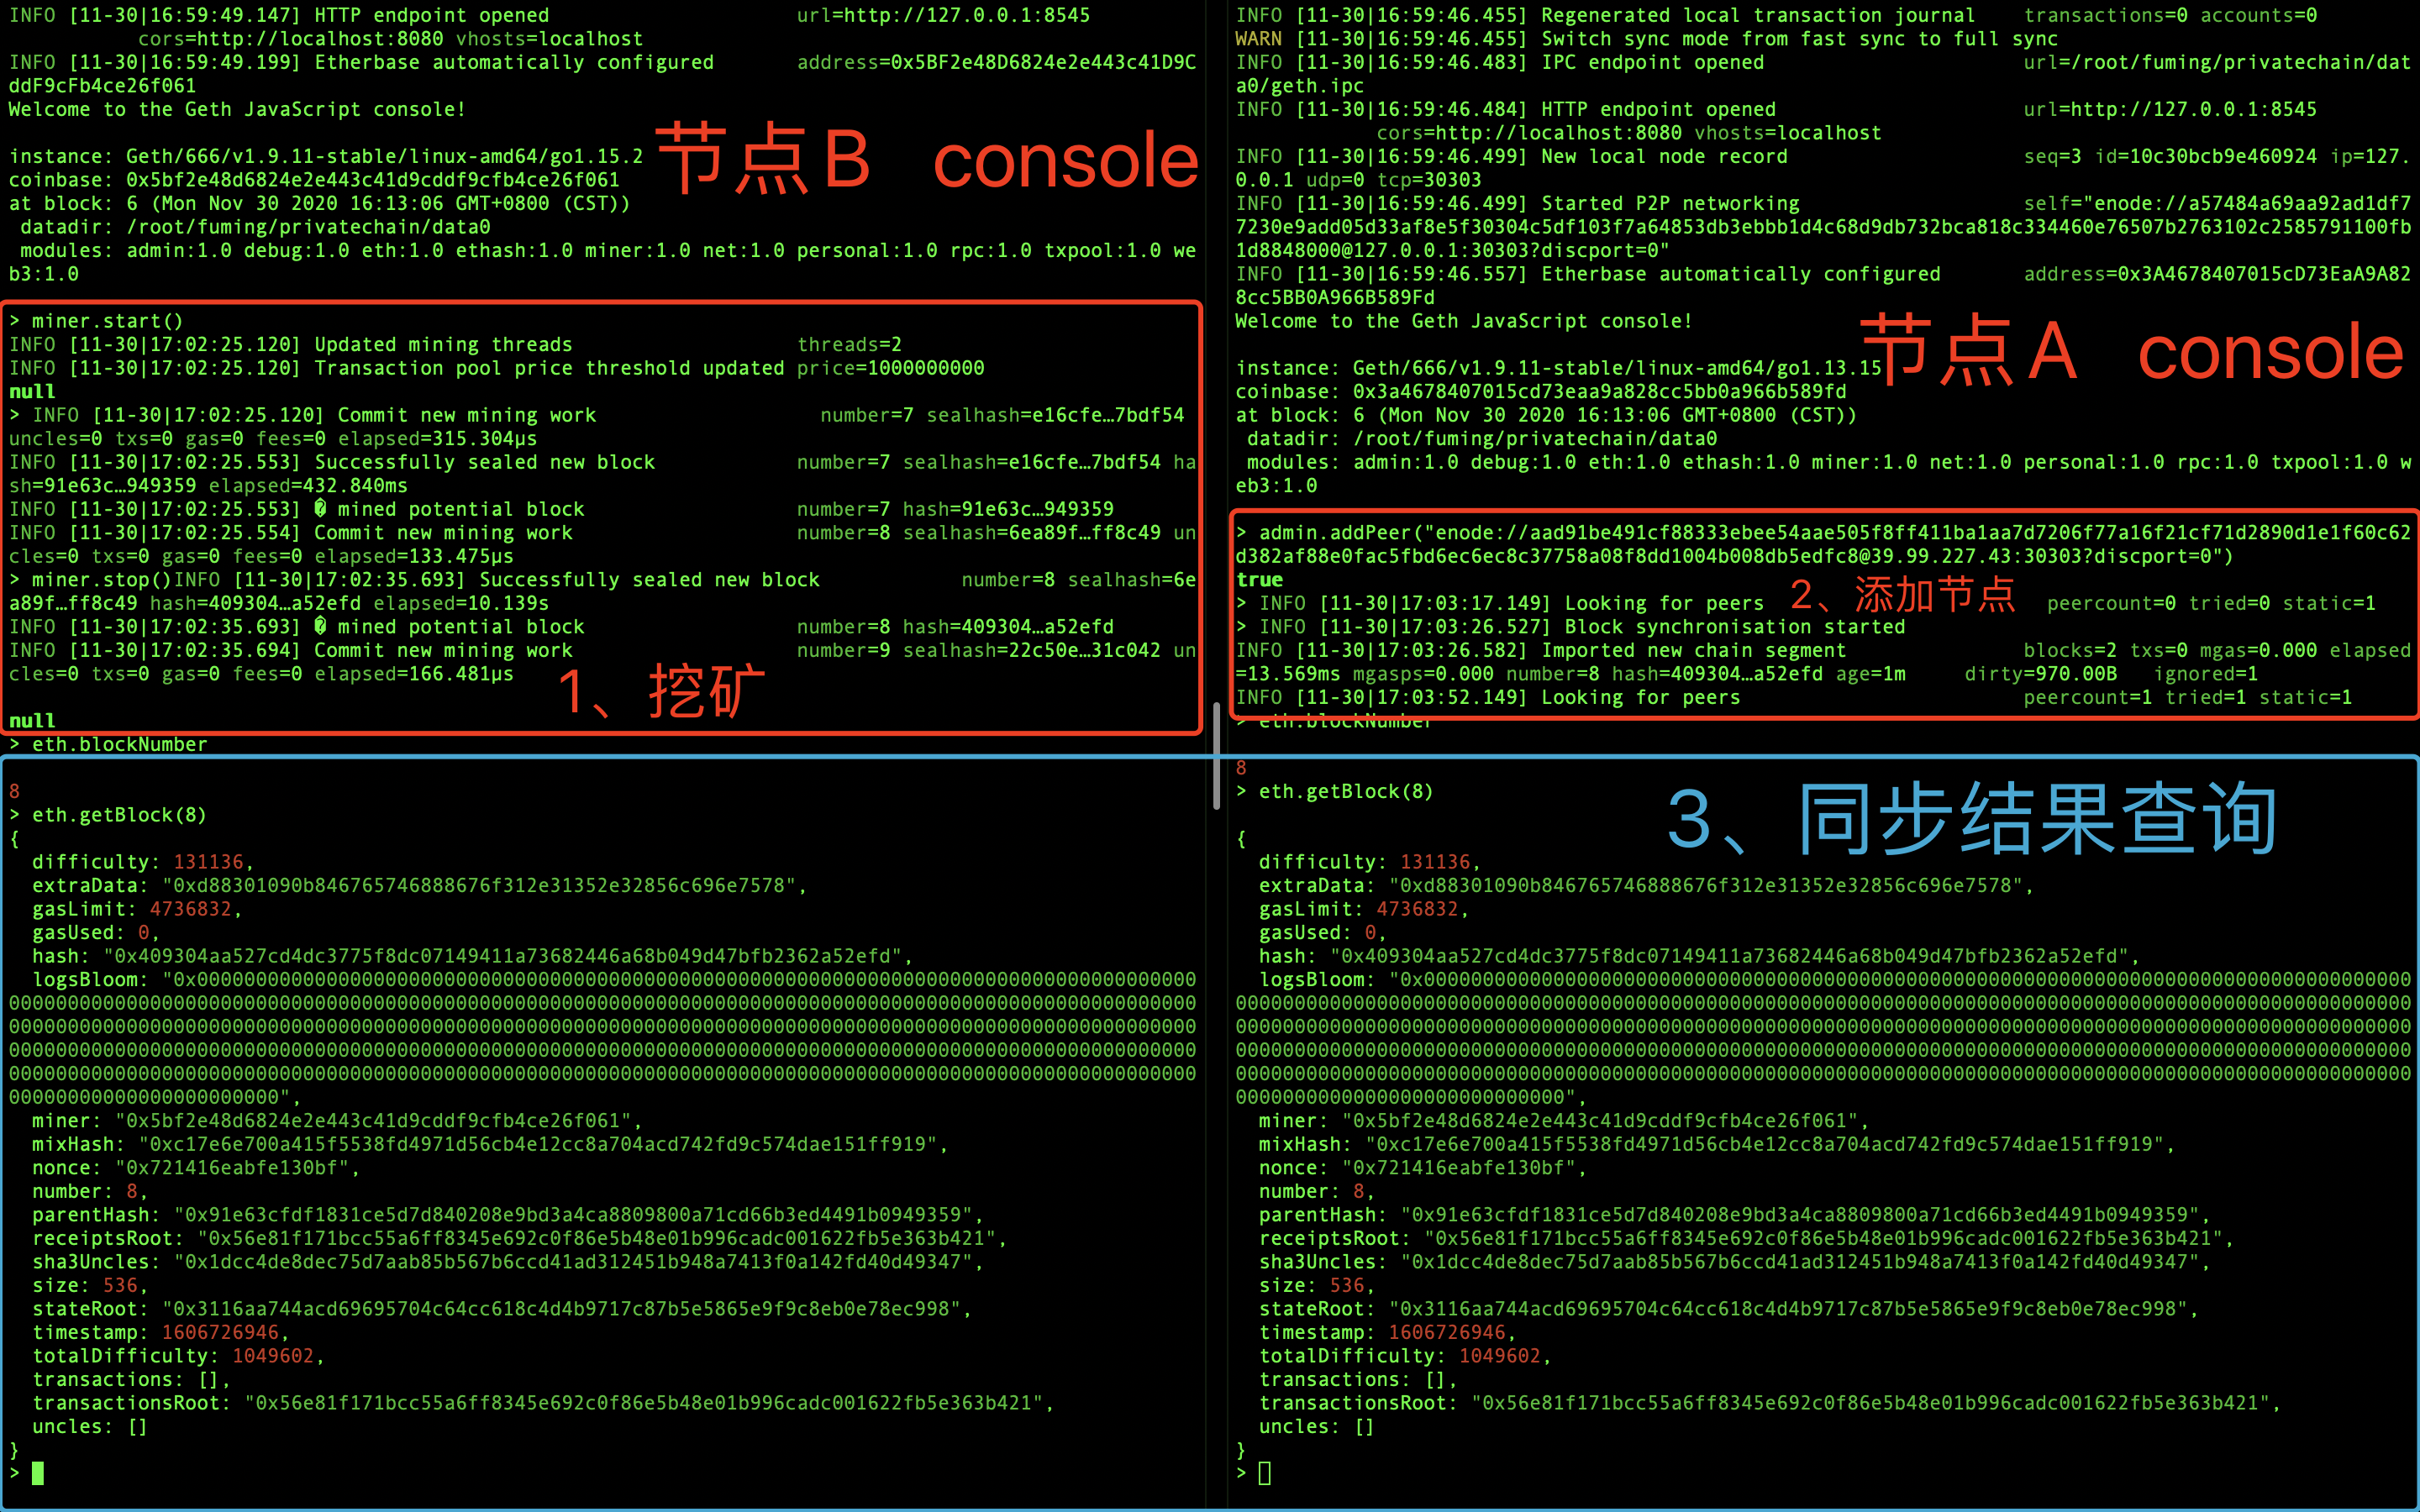 INFO [11-30|16:59:49.147] HTTP endpoint opened                     url=http://127.0.0.1:8545
cors=http://localhost:8080 vhosts=localhost
INFO [11-30|16:59:49.199] Etherbase automatically configured       address=0x5BF2e48D6824e2e443c41D9C
ddF9cFb4ce26f061
Welcome to the Geth JavaScript console!
instance: Geth/666/v1.9.11-stable/linux-amd64/go1.15.2
节点B console
coinbase: 0x5bf2e48d6824e2e443c41d9cddf9cfb4ce26f061
at block: 6 (Mon Nov 30 2020 16:13:06 GMT+0800 (CST))
datadir: /root/fuming/privatechain/data0
modules: admin:1.0 debug:1.0 eth:1.0 ethash:1.0 miner:1.0 net:1.0 personal:1.0 rpc:1.0 txpool:1.0 we
b3:1.0
> miner.start()
INFO [11-30|17:02:25.120] Updated mining threads                   threads=2
INFO [11-30|17:02:25.120] Transaction pool price threshold updated price=1000000000
null
> INFO [11-30|17:02:25.120] Commit new mining work                   number=7 sealhash=e16cfe…7bdf54
uncles=0 txs=0 gas=0 fees=0 elapsed=315.304µs
INFO [11-30|17:02:25.553] Successfully sealed new block            number=7 sealhash=e16cfe…7bdf54 ha
sh=91e63c…949359 elapsed=432.840ms
INFO [11-30|17:02:25.553] � mined potential block                  number=7 hash=91e63c…949359
INFO [11-30|17:02:25.554] Commit new mining work                   number=8 sealhash=6ea89f…ff8c49 un
cles=0 txs=0 gas=0 fees=0 elapsed=133.475µs
> miner.stop()INFO [11-30|17:02:35.693] Successfully sealed new block            number=8 sealhash=6e
a89f…ff8c49 hash=409304…a52efd elapsed=10.139s
INFO [11-30|17:02:35.693] � mined potential block                  number=8 hash=409304…a52efd
INFO [11-30|17:02:35.694] Commit new mining work                   number=9 sealhash=22c50e…31c042 un
cles=0 txs=0 gas=0 fees=0 elapsed=166.481µs
1、挖矿
null
> eth.blockNumber
8
> eth.getBlock(8)
{
difficulty: 131136,
extraData: "0xd88301090b846765746888676f312e31352e32856c696e7578",
gasLimit: 4736832,
gasUsed: 0,
hash: "0x409304aa527cd4dc3775f8dc07149411a73682446a68b049d47bfb2362a52efd",
logsBloom: "0x0000000000000000000000000000000000000000000000000000000000000000000000000000000000000
00000000000000000000000000000000000000000000000000000000000000000000000000000000000000000000000000000
00000000000000000000000000000000000000000000000000000000000000000000000000000000000000000000000000000
00000000000000000000000000000000000000000000000000000000000000000000000000000000000000000000000000000
00000000000000000000000000000000000000000000000000000000000000000000000000000000000000000000000000000
00000000000000000000000",
miner: "0x5bf2e48d6824e2e443c41d9cddf9cfb4ce26f061",
mixHash: "0xc17e6e700a415f5538fd4971d56cb4e12cc8a704acd742fd9c574dae151ff919",
nonce: "0x721416eabfe130bf",
number: 8,
parentHash: "0x91e63cfdf1831ce5d7d840208e9bd3a4ca8809800a71cd66b3ed4491b0949359",
receiptsRoot: "0x56e81f171bcc55a6ff8345e692c0f86e5b48e01b996cadc001622fb5e363b421",
sha3Uncles: "0x1dcc4de8dec75d7aab85b567b6ccd41ad312451b948a7413f0a142fd40d49347",
size: 536,
stateRoot: "0x3116aa744acd69695704c64cc618c4d4b9717c87b5e5865e9f9c8eb0e78ec998",
timestamp: 1606726946,
totalDifficulty: 1049602,
transactions: [],
transactionsRoot: "0x56e81f171bcc55a6ff8345e692c0f86e5b48e01b996cadc001622fb5e363b421",
uncles: []
}
>
INFO [11-30|16:59:46.455] Regenerated local transaction journal    transactions=0 accounts=0
WARN [11-30|16:59:46.455] Switch sync mode from fast sync to full sync
INFO [11-30|16:59:46.483] IPC endpoint opened                      url=/root/fuming/privatechain/dat
a0/geth.ipc
INFO [11-30|16:59:46.484] HTTP endpoint opened                     url=http://127.0.0.1:8545
cors=http://localhost:8080 vhosts=localhost
INFO [11-30|16:59:46.499] New local node record                    seq=3 id=10c30bcb9e460924 ip=127.
0.0.1 udp=0 tcp=30303
INFO [11-30|16:59:46.499] Started P2P networking                   self="enode://a57484a69aa92ad1df7
7230e9add05d33af8e5f30304c5df103f7a64853db3ebbb1d4c68d9db732bca818c334460e76507b2763102c2585791100fb
1d8848000@127.0.0.1:30303?discport=0"
INFO [11-30|16:59:46.557] Etherbase automatically configured       address=0x3A4678407015cD73EaA9A82
8cc5BB0A966B589Fd
Welcome to the Geth JavaScript console!
instance: Geth/666/v1.9.11-stable/linux-amd64/go1.13.15
节点A console
coinbase: 0x3a4678407015cd73eaa9a828cc5bb0a966b589fd
at block: 6 (Mon Nov 30 2020 16:13:06 GMT+0800 (CST))
datadir: /root/fuming/privatechain/data0
modules: admin:1.0 debug:1.0 eth:1.0 ethash:1.0 miner:1.0 net:1.0 personal:1.0 rpc:1.0 txpool:1.0 w
eb3:1.0
> admin.addPeer("enode://aad91be491cf88333ebee54aae505f8ff411ba1aa7d7206f77a16f21cf71d2890d1e1f60c62
d382af88e0fac5fbd6ec6ec8c37758a08f8dd1004b008db5edfc8@39.99.227.43:30303?discport=0")
true
2、添加节点
> INFO [11-30|17:03:17.149] Looking for peers                        peercount=0 tried=0 static=1
> INFO [11-30|17:03:26.527] Block synchronisation started
INFO [11-30|17:03:26.582] Imported new chain segment               blocks=2 txs=0 mgas=0.000 elapsed
=13.569ms mgasps=0.000 number=8 hash=409304…a52efd age=1m     dirty=970.00B   ignored=1
INFO [11-30|17:03:52.149] Looking for peers                        peercount=1 tried=1 static=1
> eth.blockNumber
8
> eth.getBlock(8)
3、同步结果查询
{
difficulty: 131136,
extraData: "0xd88301090b846765746888676f312e31352e32856c696e7578",
gasLimit: 4736832,
gasUsed: 0,
hash: "0x409304aa527cd4dc3775f8dc07149411a73682446a68b049d47bfb2362a52efd",
logsBloom: "0x000000000000000000000000000000000000000000000000000000000000000000000000000000000000
0000000000000000000000000000000000000000000000000000000000000000000000000000000000000000000000000000
0000000000000000000000000000000000000000000000000000000000000000000000000000000000000000000000000000
0000000000000000000000000000000000000000000000000000000000000000000000000000000000000000000000000000
0000000000000000000000000000000000000000000000000000000000000000000000000000000000000000000000000000
0000000000000000000000000000",
miner: "0x5bf2e48d6824e2e443c41d9cddf9cfb4ce26f061",
mixHash: "0xc17e6e700a415f5538fd4971d56cb4e12cc8a704acd742fd9c574dae151ff919",
nonce: "0x721416eabfe130bf",
number: 8,
parentHash: "0x91e63cfdf1831ce5d7d840208e9bd3a4ca8809800a71cd66b3ed4491b0949359",
receiptsRoot: "0x56e81f171bcc55a6ff8345e692c0f86e5b48e01b996cadc001622fb5e363b421",
sha3Uncles: "0x1dcc4de8dec75d7aab85b567b6ccd41ad312451b948a7413f0a142fd40d49347",
size: 536,
stateRoot: "0x3116aa744acd69695704c64cc618c4d4b9717c87b5e5865e9f9c8eb0e78ec998",
timestamp: 1606726946,
totalDifficulty: 1049602,
transactions: [],
transactionsRoot: "0x56e81f171bcc55a6ff8345e692c0f86e5b48e01b996cadc001622fb5e363b421",
uncles: []
}
>